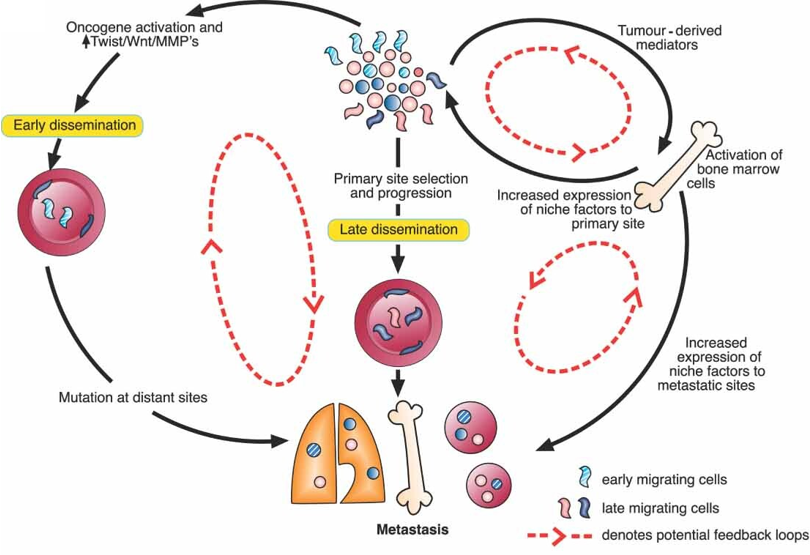 Oncogene activation and
↑Twist/Wnt/MMP's
Early dissemination
Mutation at distant sites
Primary site selection
and progression
Late dissemination
Metastasis
Tumour - derived
mediators
Activation of
bone marrow
cells
Increased expression
of niche factors to
primary site
Increased
expression of
niche factors to
metastatic sites
early migrating cells
late migrating cells
denotes potential feedback loops